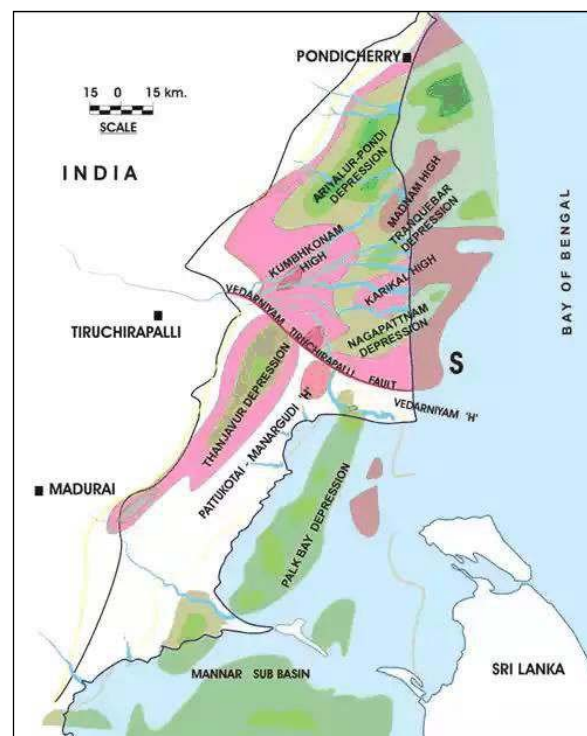 PONDICHERRY
15 0 15 km.
SCALE
INDIA
ARIYALUR-PONDI
DEPRESSION
MADNAM HIGH
TRANQUEBAR
DEPRESSION
KUMBHKONAM
HIGH
KARIKAL HIGH
BAY OF BENGAL
VEDARNIYAM TIRUCHIRAPALLI FAULT
TIRUCHIRAPALLI
NAGAPATTNAM
DEPRESSION
S
THANJAVUR DEPRESSION
VEDARNIYAM 'H'
PATTUKOTAI - MANARGUDI 'H'
MADURAI
PALK BAY DEPRESSION
SRI LANKA
MANNAR SUB BASIN